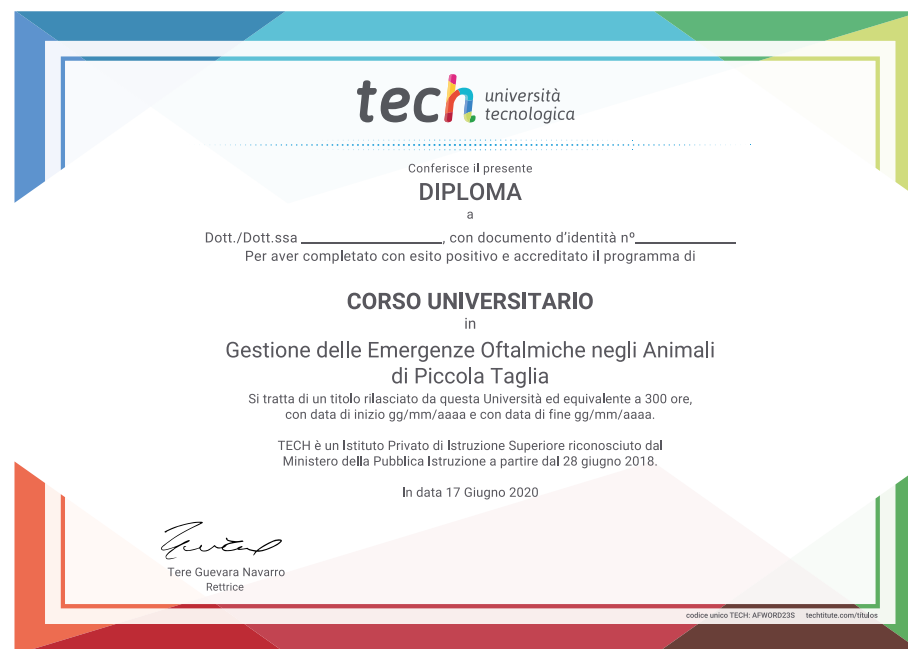 tech università
tecnologica
Conferisce il presente
DIPLOMA
a
Dott./Dott.ssa ____________________, con documento d'identità nº______________
Per aver completato con esito positivo e accreditato il programma di
CORSO UNIVERSITARIO
in
Gestione delle Emergenze Oftalmiche negli Animali
di Piccola Taglia
Si tratta di un titolo rilasciato da questa Università ed equivalente a 300 ore,
con data di inizio gg/mm/aaaa e con data di fine gg/mm/aaaa.
TECH è un Istituto Privato di Istruzione Superiore riconosciuto dal
Ministero della Pubblica Istruzione a partire dal 28 giugno 2018.
In data 17 Giugno 2020
Tere Guevara Navarro
Rettrice
codice unico TECH: AFWORD23S techtitute.com/titulos